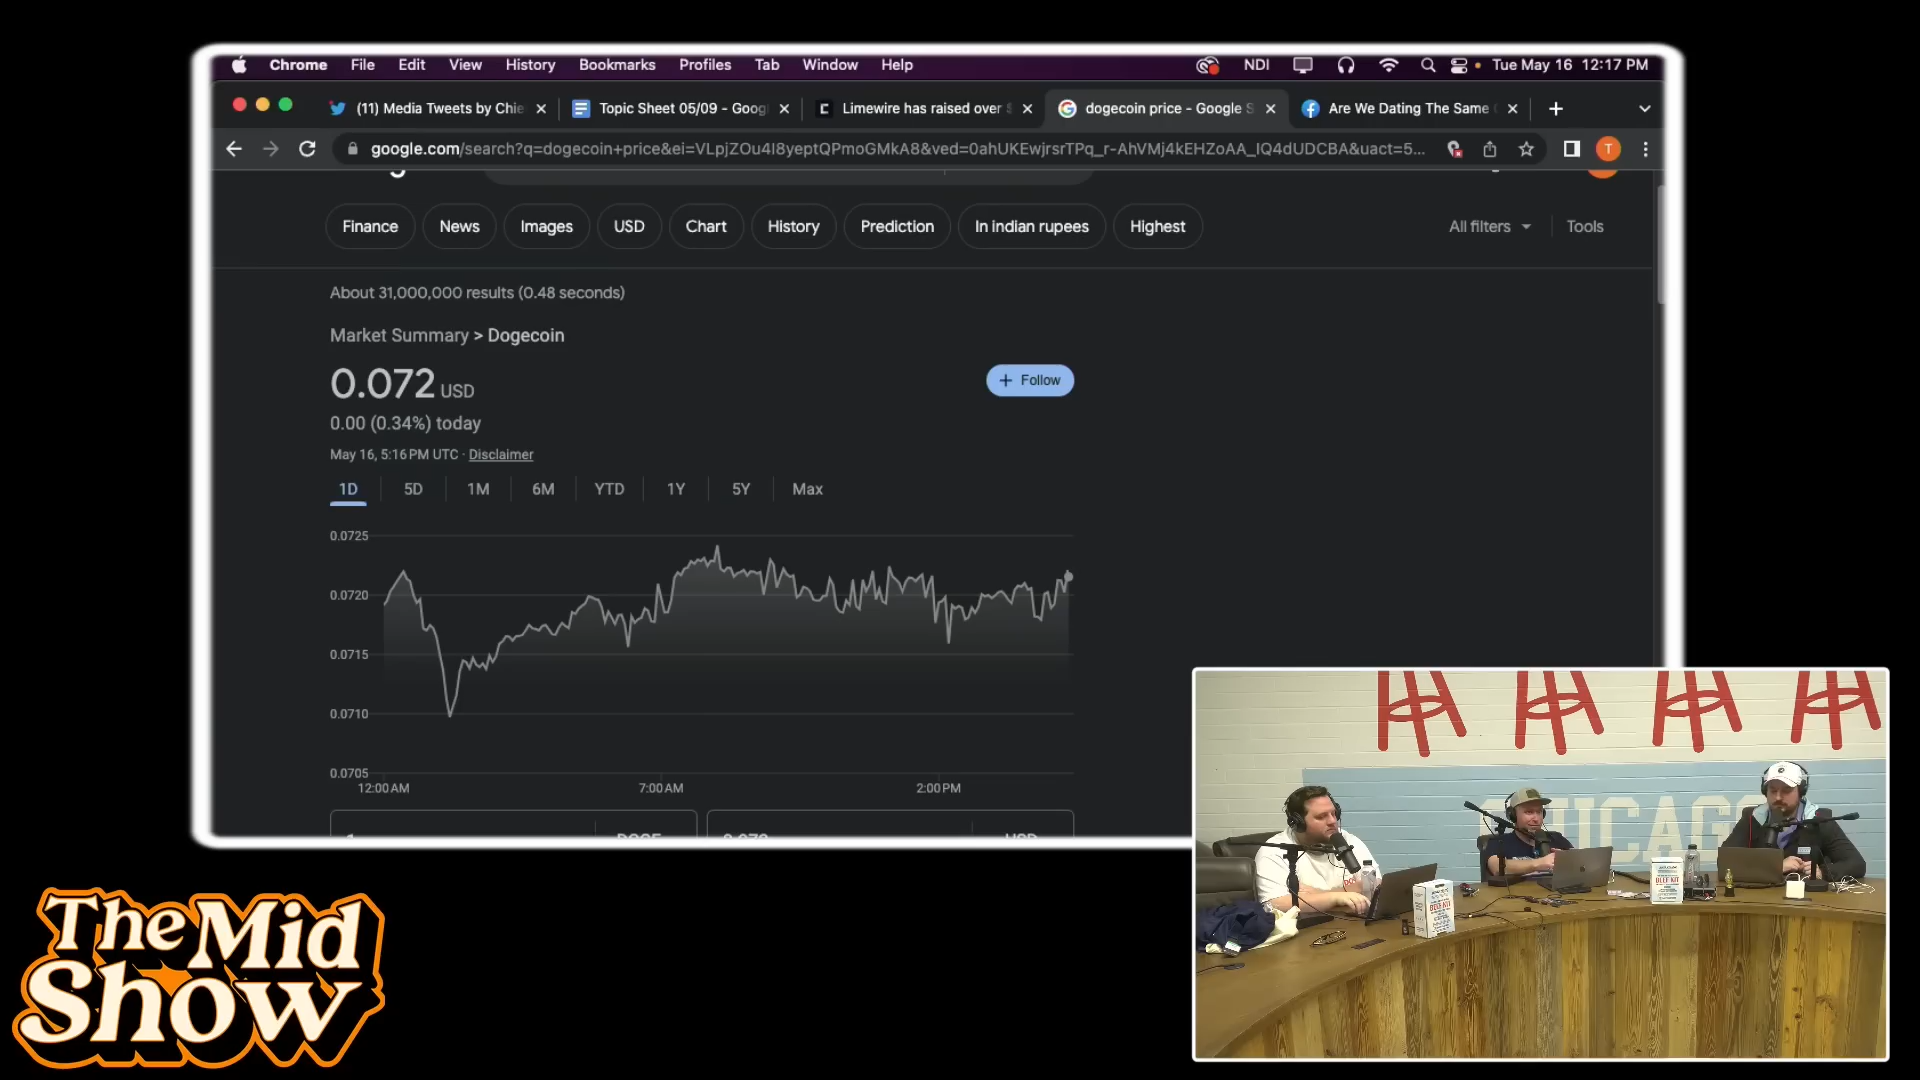 Chrome File Edit View History Bookmarks Profiles Tab Window Help NDI Tue May 16 12:17 PM
(11) Media Tweets by Chie Topic Sheet 05/09 - Goog Limewire has raised over dogecoin price - Google S Are We Dating The Same
google.com/search?q=dogecoin+price&ei=VLpjZOu4I8yeptQPmoGMkA8&ved=0ahUKEwjrsrTPq_r-AhVMj4kEHZoAA_IQ4dUDCBA&uact=5... T
Finance News Images USD Chart History Prediction In indian rupees Highest All filters Tools
About 31,000,000 results (0.48 seconds)
Market Summary > Dogecoin
0.072 USD
+ Follow
0.00 (0.34%) today
May 16, 5:16 PM UTC · Disclaimer
1D 5D 1M 6M YTD 1Y 5Y Max
0.0725
0.0720
0.0715
0.0710
0.0705
12:00 AM 7:00 AM 2:00 PM
CHICAGO
BEEF KIT
BEEF KIT
The Mid
Show